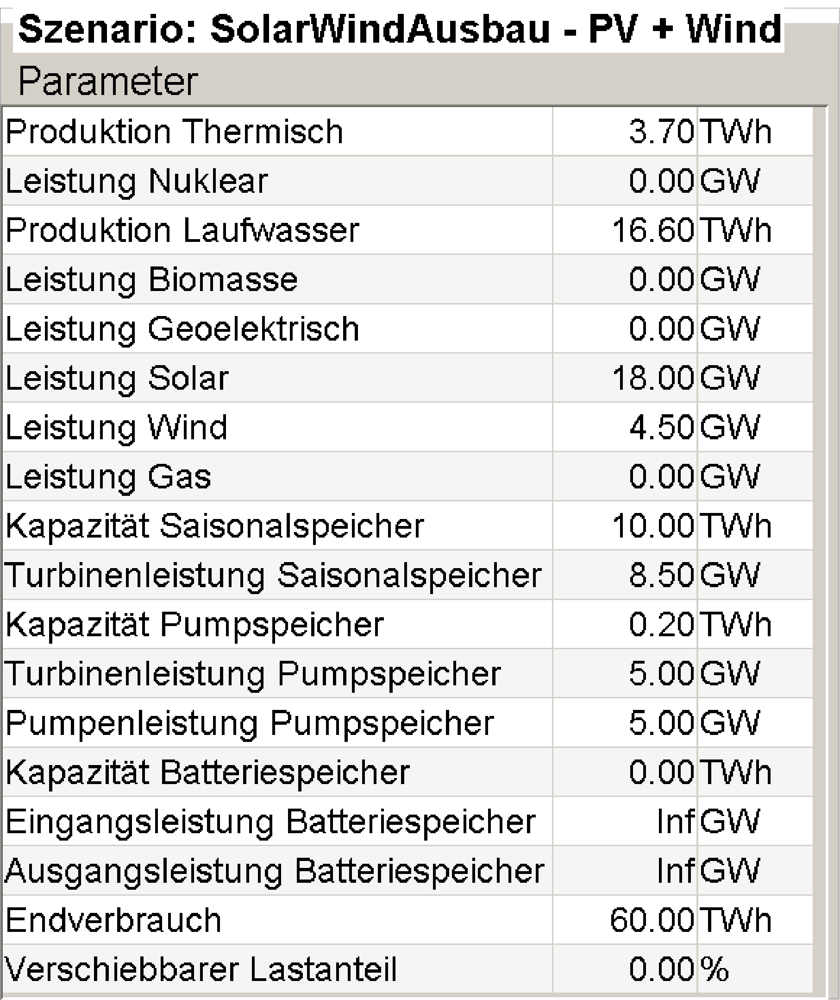 Szenario: SolarWindAusbau - PV + Wind
Parameter
Produktion Thermisch 3.70 TWh
Leistung Nuklear 0.00 GW
Produktion Laufwasser 16.60 TWh
Leistung Biomasse 0.00 GW
Leistung Geoelektrisch 0.00 GW
Leistung Solar 18.00 GW
Leistung Wind 4.50 GW
Leistung Gas 0.00 GW
Kapazität Saisonalspeicher 10.00 TWh
Turbinenleistung Saisonalspeicher 8.50 GW
Kapazität Pumpspeicher 0.20 TWh
Turbinenleistung Pumpspeicher 5.00 GW
Pumpenleistung Pumpspeicher 5.00 GW
Kapazität Batteriespeicher 0.00 TWh
Eingangsleistung Batteriespeicher Inf GW
Ausgangsleistung Batteriespeicher Inf GW
Endverbrauch 60.00 TWh
Verschiebbarer Lastanteil 0.00 %